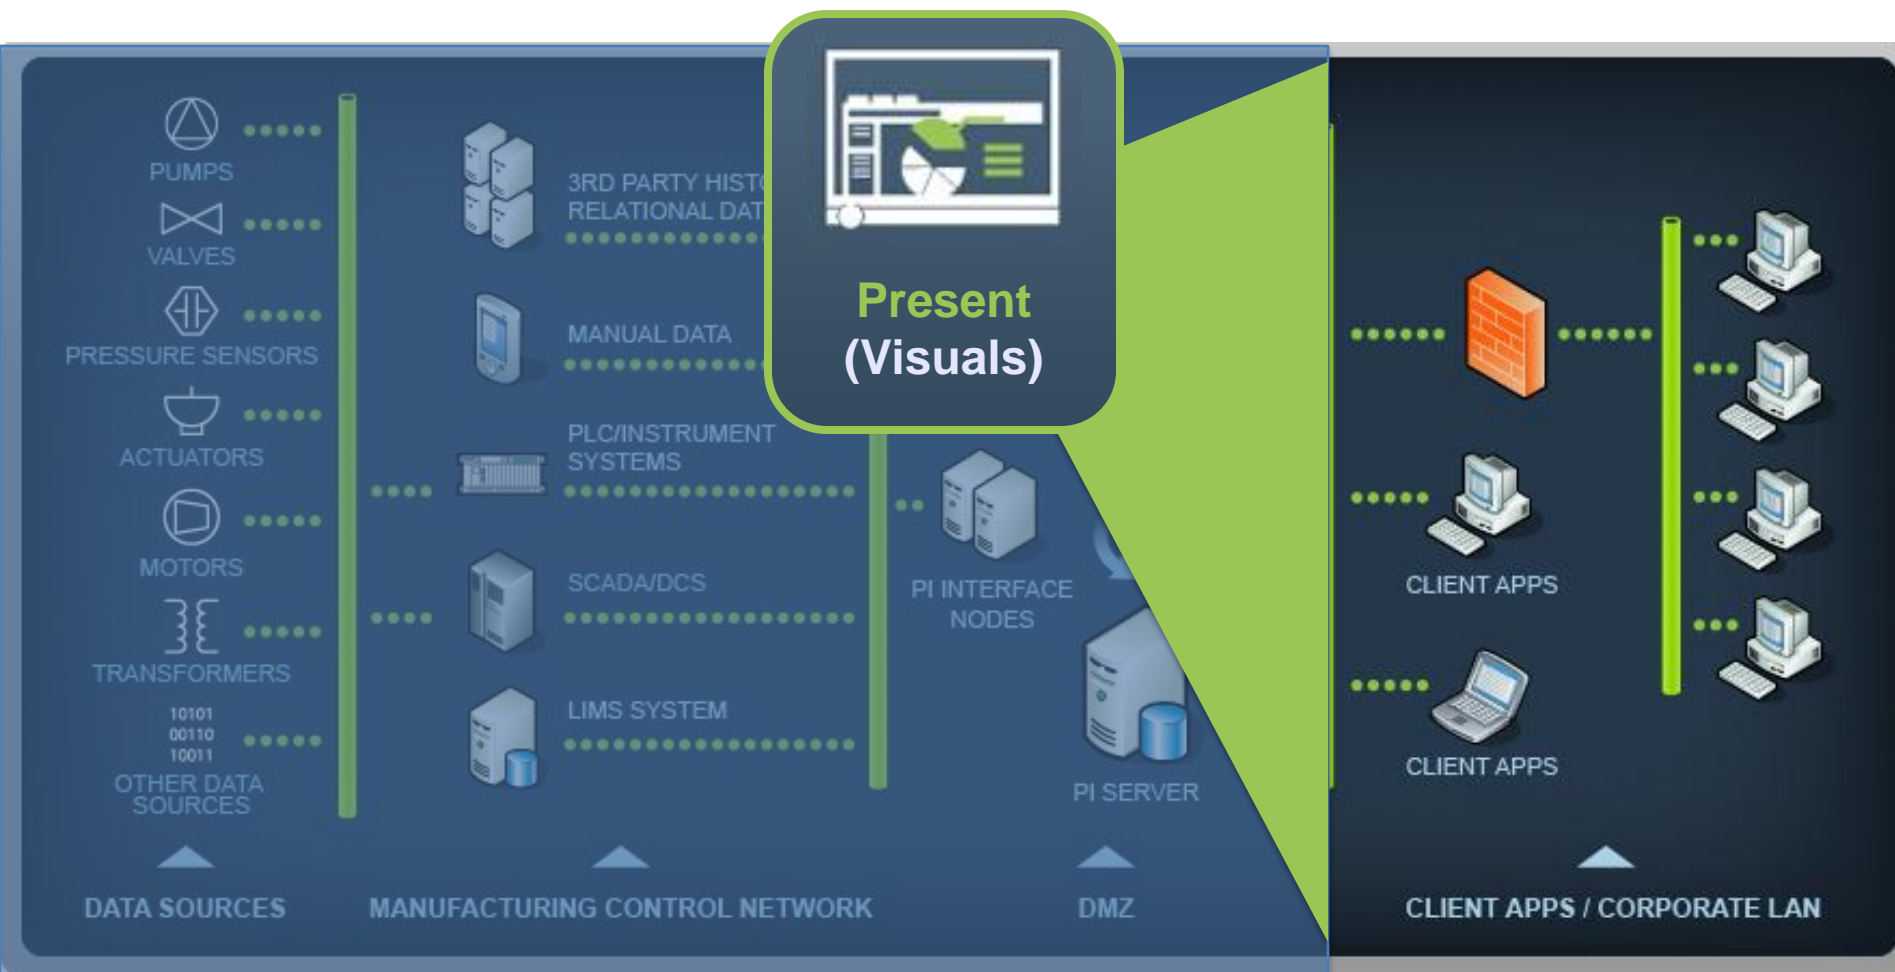 PUMPS
VALVES
PRESSURE SENSORS
ACTUATORS
MOTORS
TRANSFORMERS
10101
00110
10011
OTHER DATA
SOURCES
DATA SOURCES
3RD PARTY
RELATIONAL
MANUAL DATA
PLC/INSTRUMENT
SYSTEMS
SCADA/DCS
LIMS SYSTEM
MANUFACTURING CONTROL NETWORK
Present
(Visuals)
PI INTERFACE
NODES
PI SERVER
DMZ
CLIENT APPS
CLIENT APPS
CLIENT APPS / CORPORATE LAN